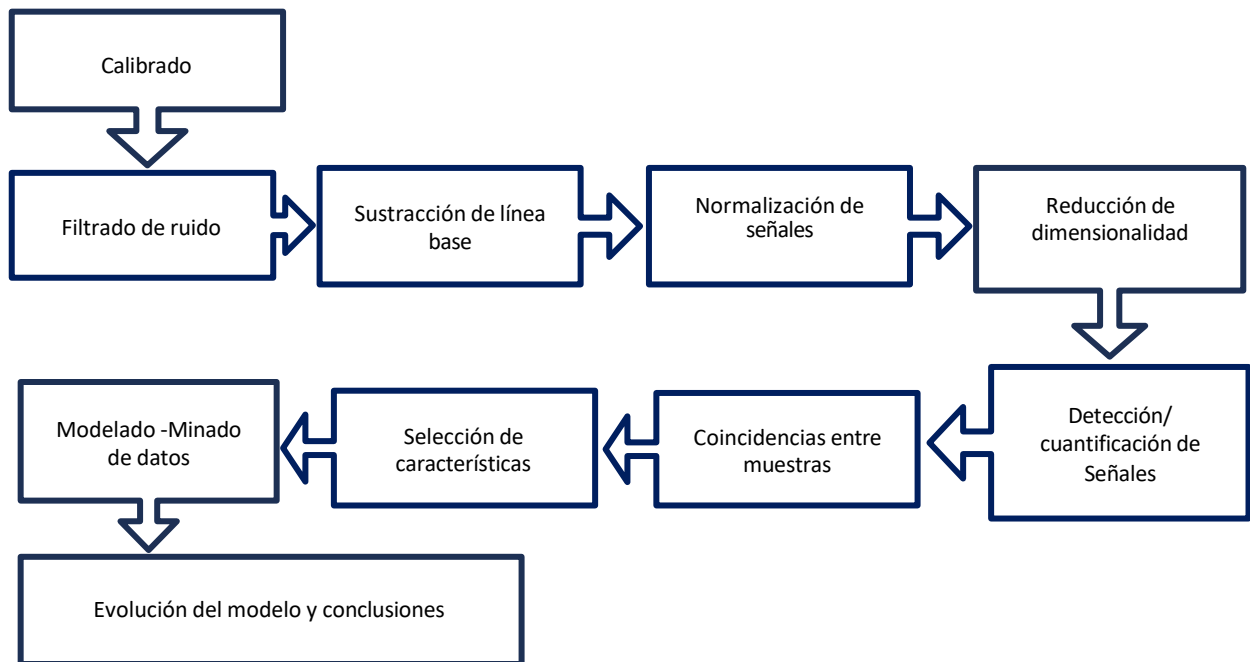 Calibrado
Filtrado de ruido
Sustracción de línea
base
Normalización de
señales
Reducción de
dimensionalidad
Detección/
cuantificación de
Señales
Coincidencias entre
muestras
Selección de
características
Modelado -Minado
de datos
Evolución del modelo y conclusiones